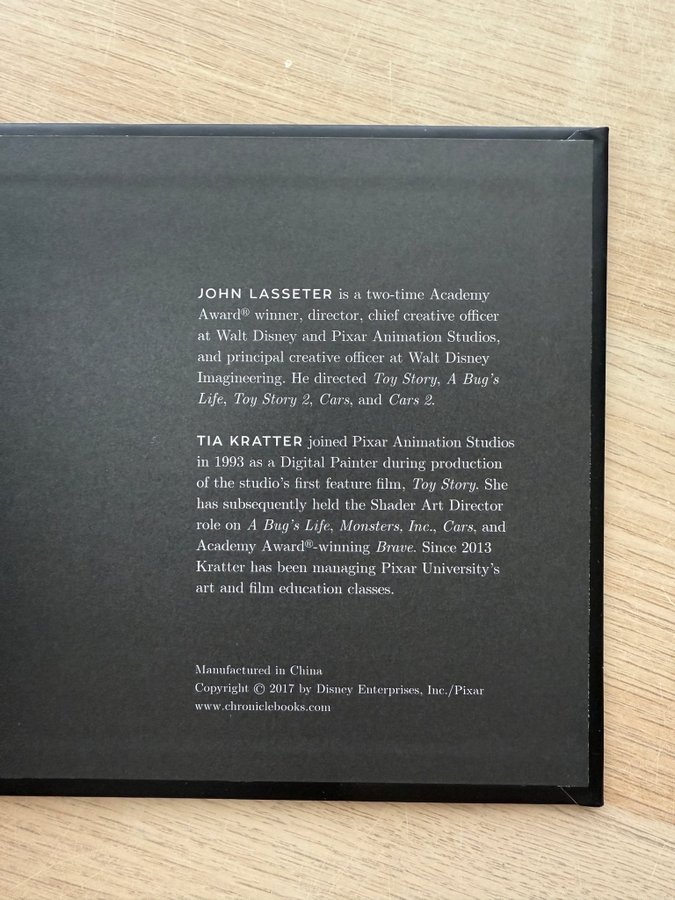 JOHN LASSETER is a two-time Academy
Award® winner, director, chief creative officer
at Walt Disney and Pixar Animation Studios,
and principal creative officer at Walt Disney
Imagineering. He directed Toy Story, A Bug's
Life, Toy Story 2, Cars, and Cars 2.
TIA KRATTER joined Pixar Animation Studios
in 1993 as a Digital Painter during production
of the studio's first feature film, Toy Story. She
has subsequently held the Shader Art Director
role on A Bug's Life, Monsters, Inc., Cars, and
Academy Award®-winning Brave. Since 2013
Kratter has been managing Pixar University's
art and film education classes.
Manufactured in China
Copyright © 2017 by Disney Enterprises, Inc./Pixar
www.chroniclebooks.com